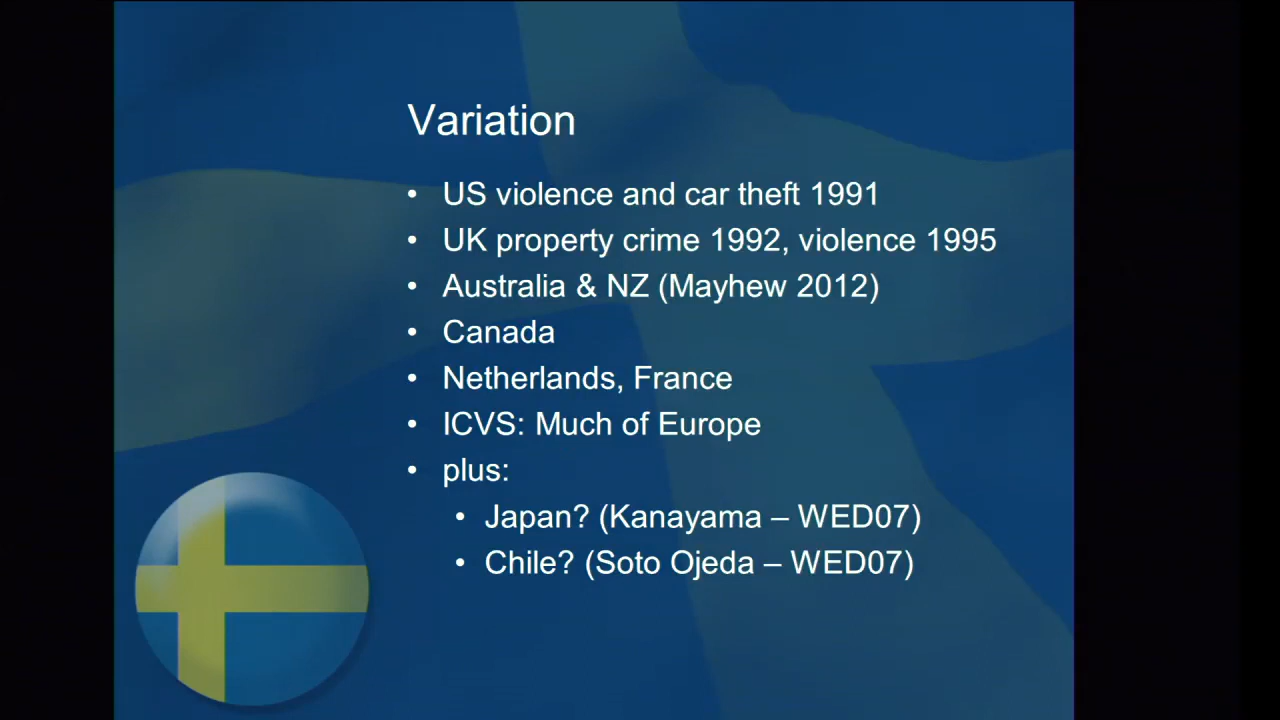 Variation
• US violence and car theft 1991
• UK property crime 1992, violence 1995
• Australia & NZ (Mayhew 2012)
• Canada
• Netherlands, France
• ICVS: Much of Europe
• plus:
• Japan? (Kanayama – WED07)
• Chile? (Soto Ojeda – WED07)